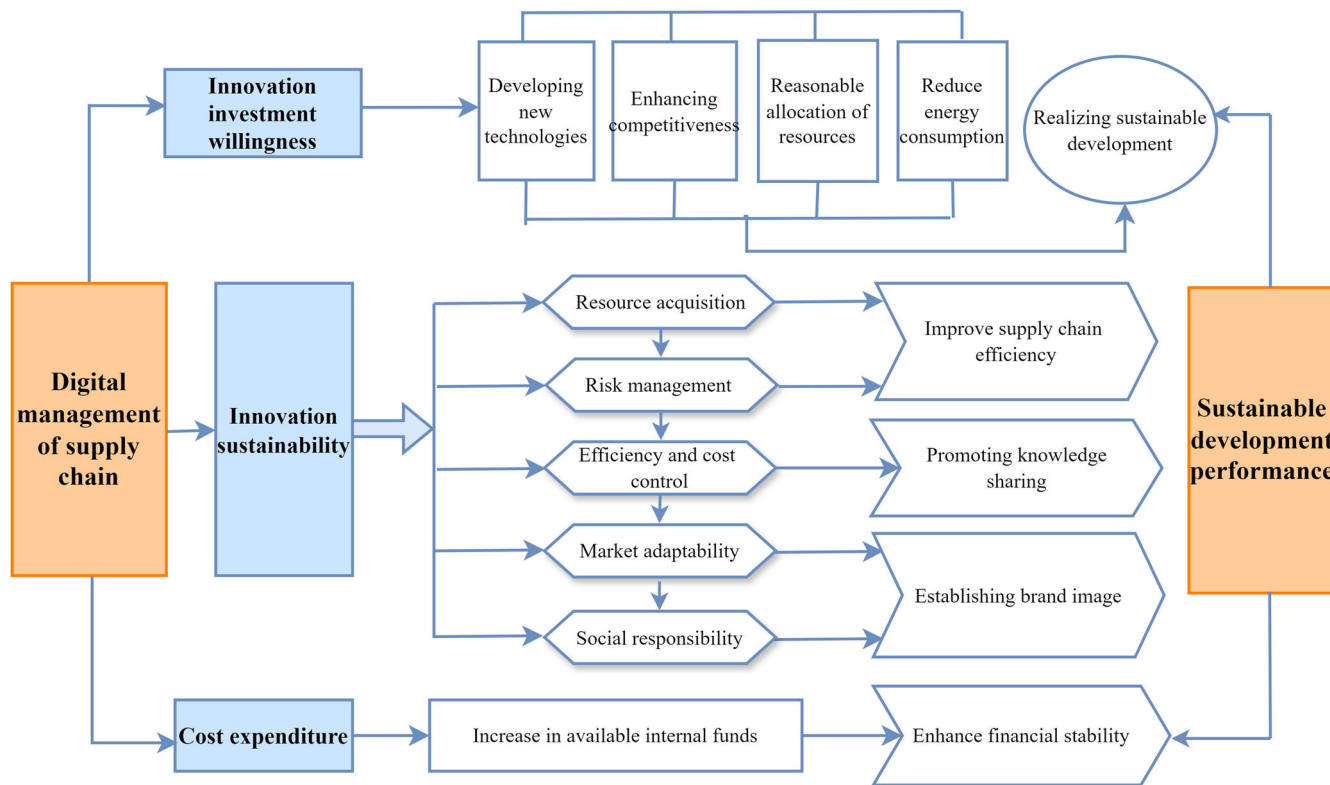 Innovation
investment
willingness
Developing
new
technologies
Enhancing
competitiveness
Reasonable
allocation of
resources
Reduce
energy
consumption
Realizing sustainable
development
Digital
management
of supply
chain
Innovation
sustainability
Resource acquisition
Risk management
Efficiency and cost
control
Market adaptability
Social responsibility
Improve supply chain
efficiency
Promoting knowledge
sharing
Establishing brand image
Sustainable
development
performance
Cost expenditure
Increase in available internal funds
Enhance financial stability